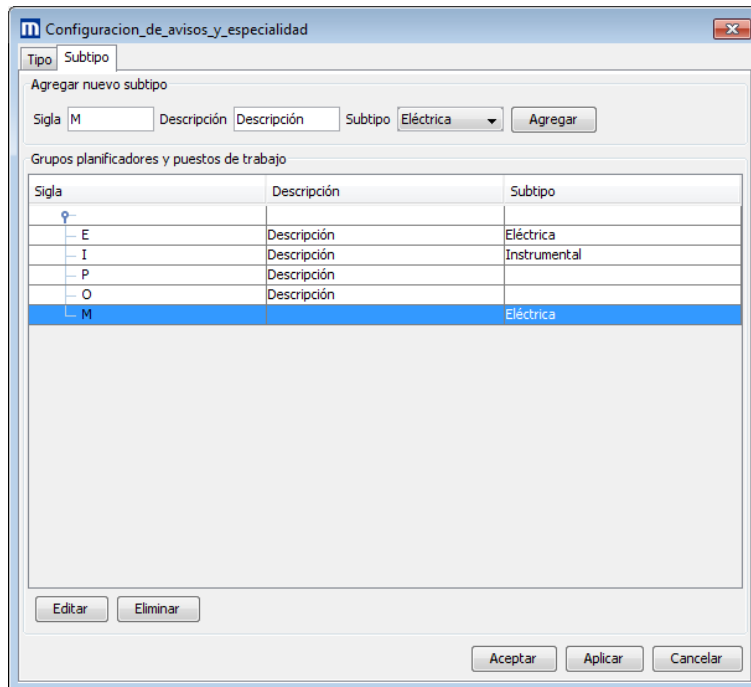 m Configuracion_de_avisos_y_especialidad
Tipo Subtipo
Agregar nuevo subtipo
Sigla M Descripción Descripción Subtipo Eléctrica Agregar
Grupos planificadores y puestos de trabajo
Sigla Descripción Subtipo
E Descripción Eléctrica
I Descripción Instrumental
P Descripción
O Descripción
M Eléctrica
Editar Eliminar
Aceptar Aplicar Cancelar